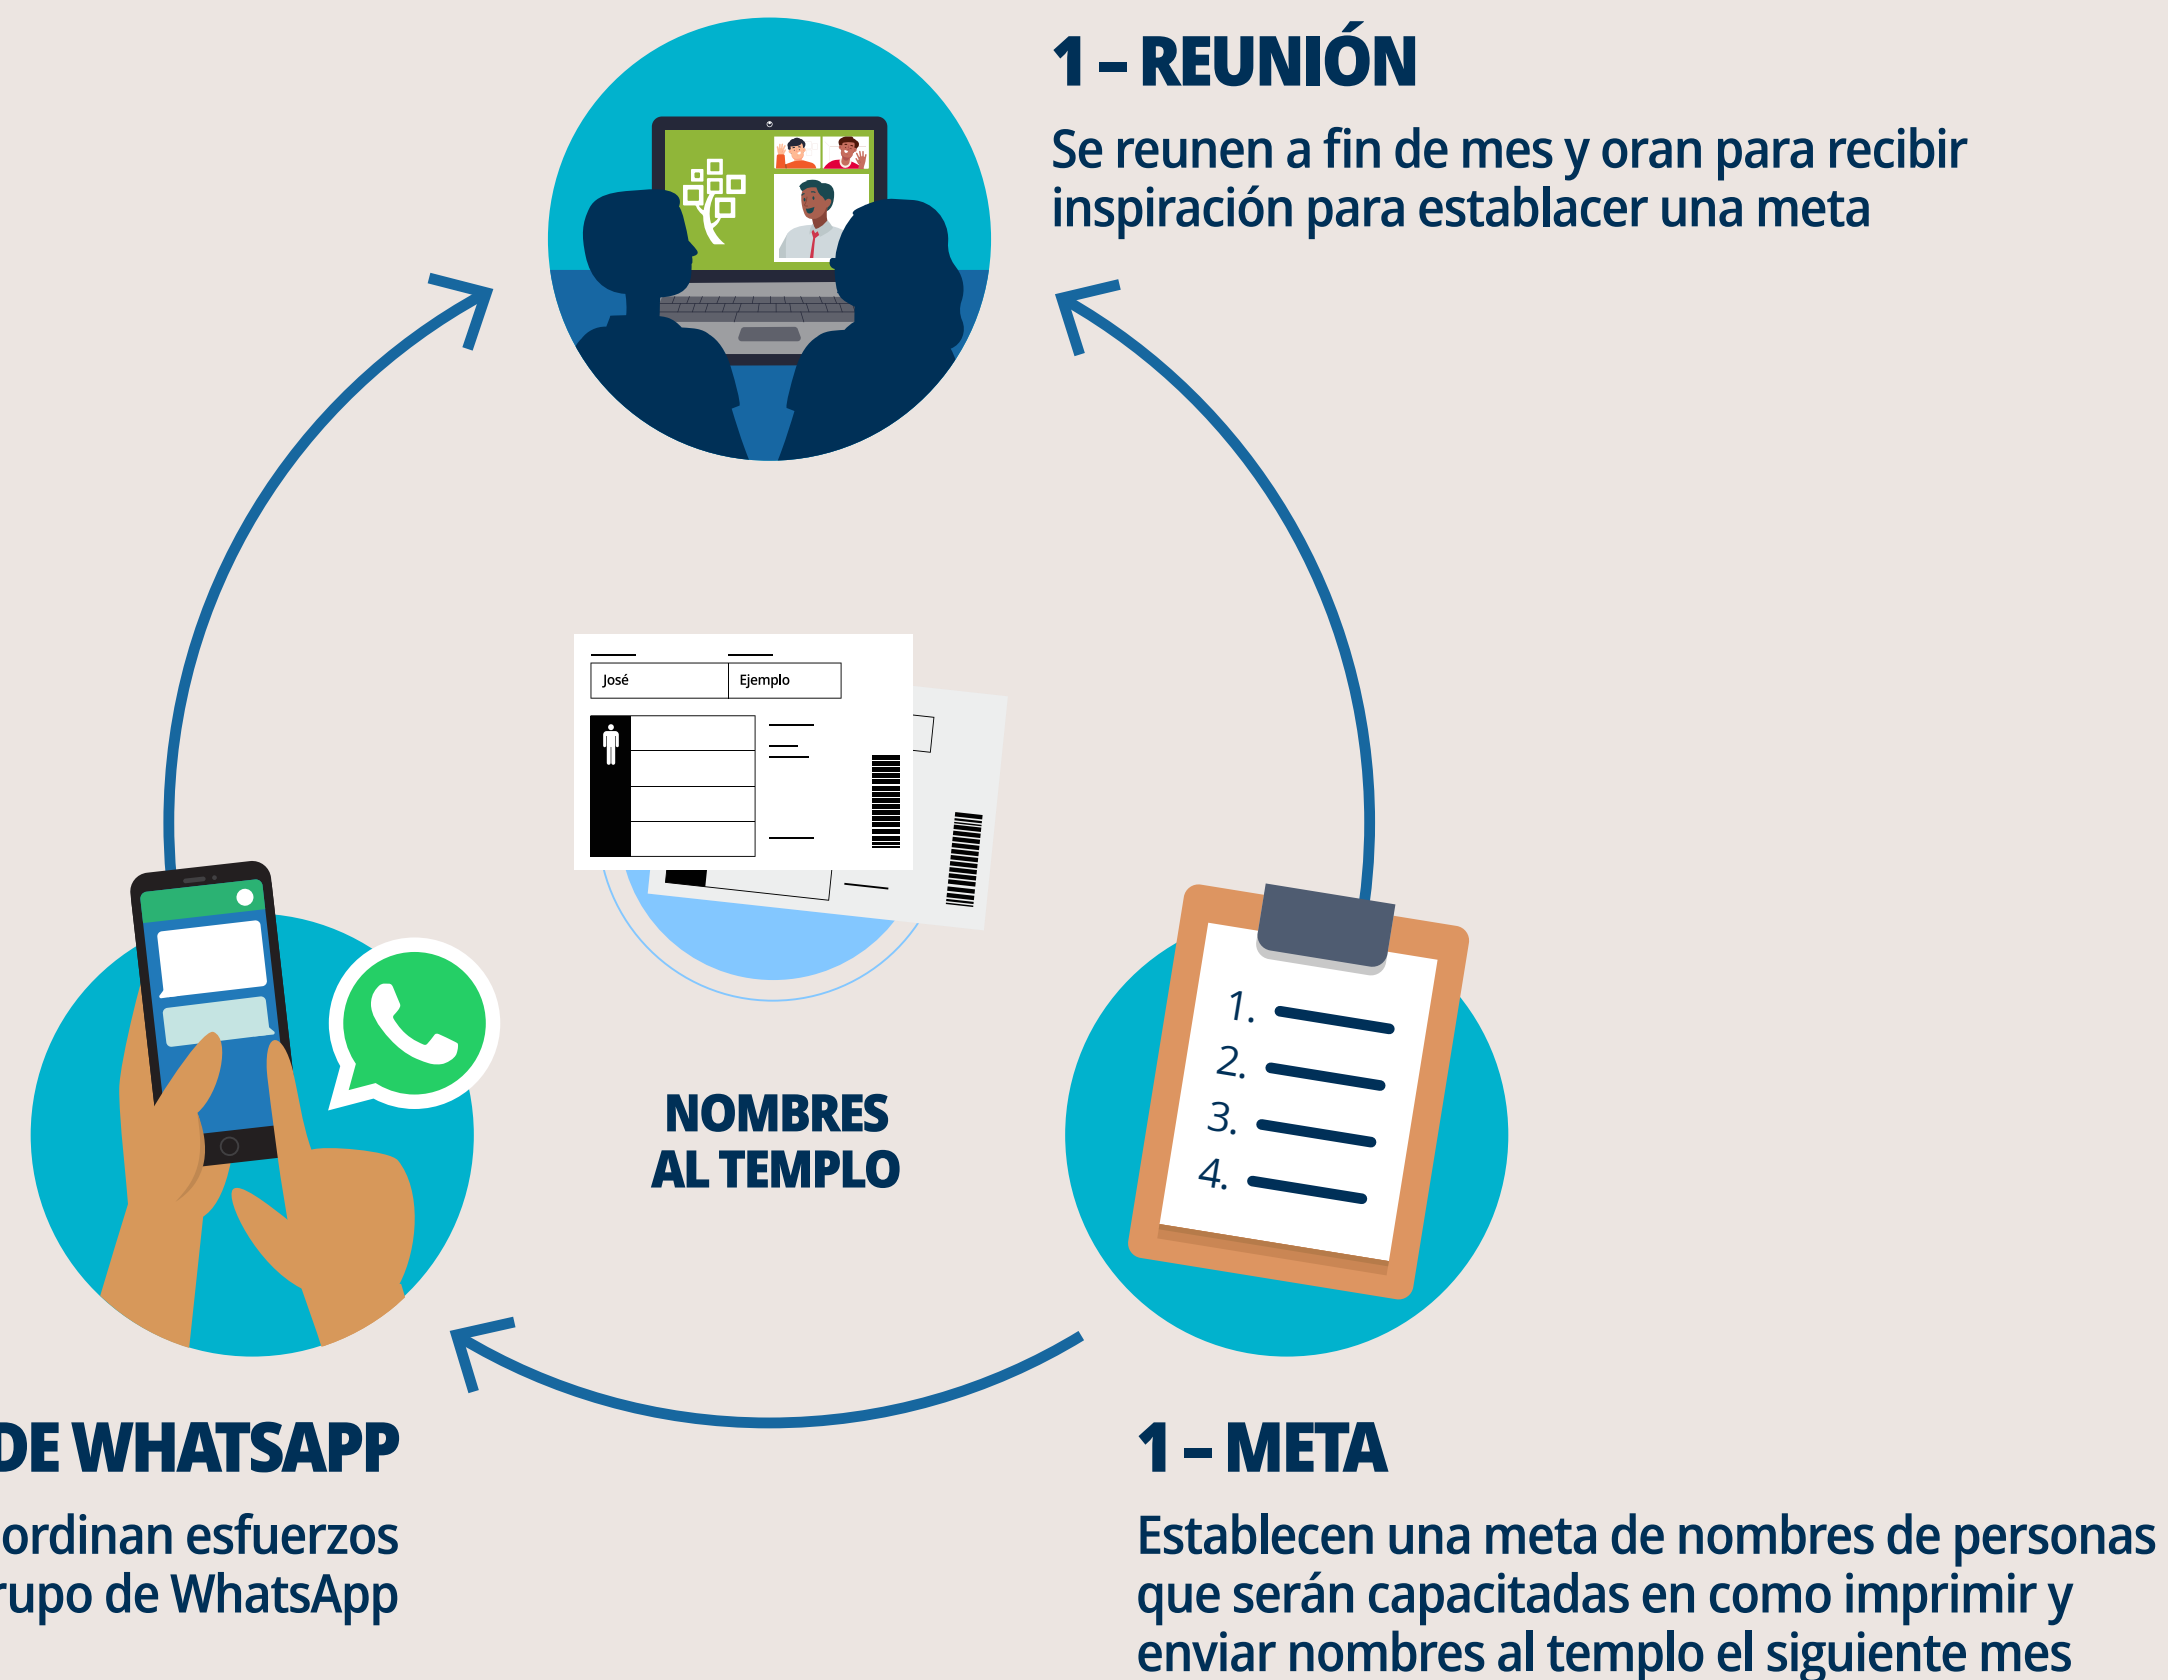 1 – REUNIÓN
Se reunen a fin de mes y oran para recibir
inspiración para establacer una meta
José Ejemplo
NOMBRES
AL TEMPLO
1.
2.
3.
4.
DE WHATSAPP
esfuerzos
de WhatsApp
1 – META
Establecen una meta de nombres de personas
que serán capacitadas en como imprimir y
enviar nombres al templo el siguiente mes